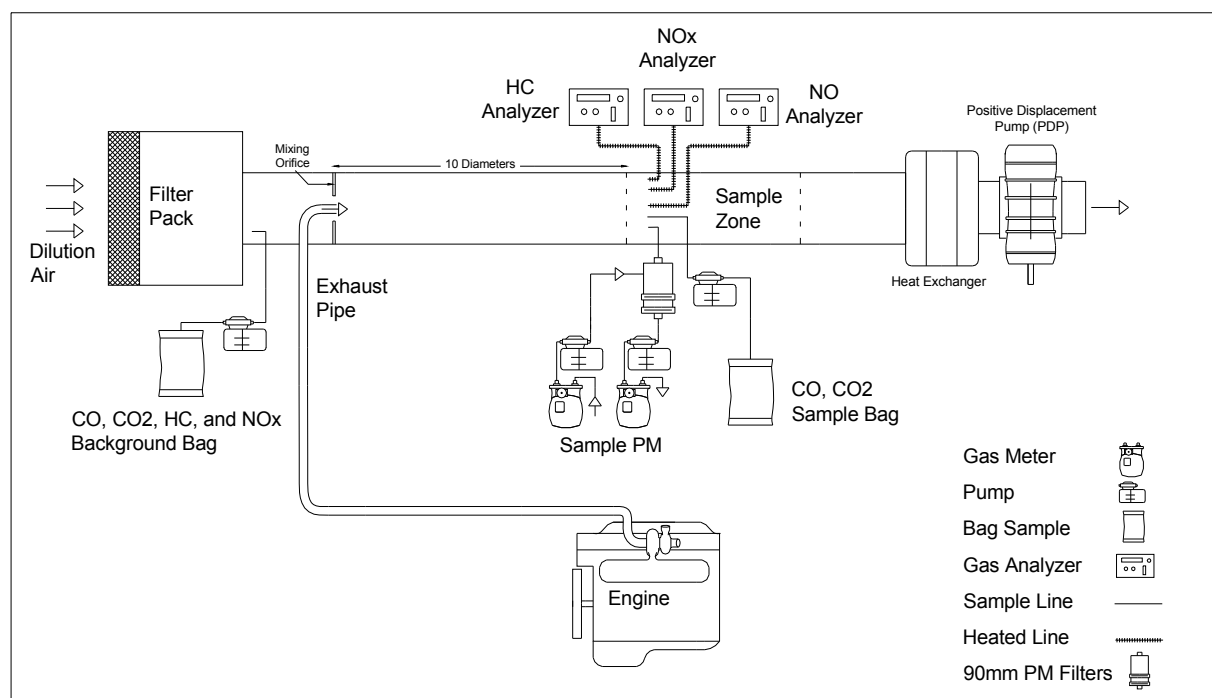 NOx
Analyzer
HC
Analyzer
NO
Analyzer
Positive Displacement
Pump (PDP)
Mixing
Orifice
10 Diameters
Filter
Pack
Sample
Zone
Dilution
Air
Exhaust
Pipe
Heat Exchanger
CO, CO2, HC, and NOx
Background Bag
Sample PM
CO, CO2
Sample Bag
Engine
Gas Meter
Pump
Bag Sample
Gas Analyzer
Sample Line
Heated Line
90mm PM Filters